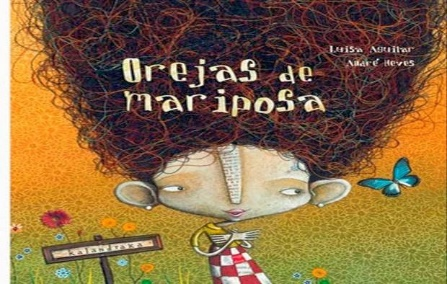 Luisa Aguilar
André Neves
Orejas de
mariposa
kalandraka